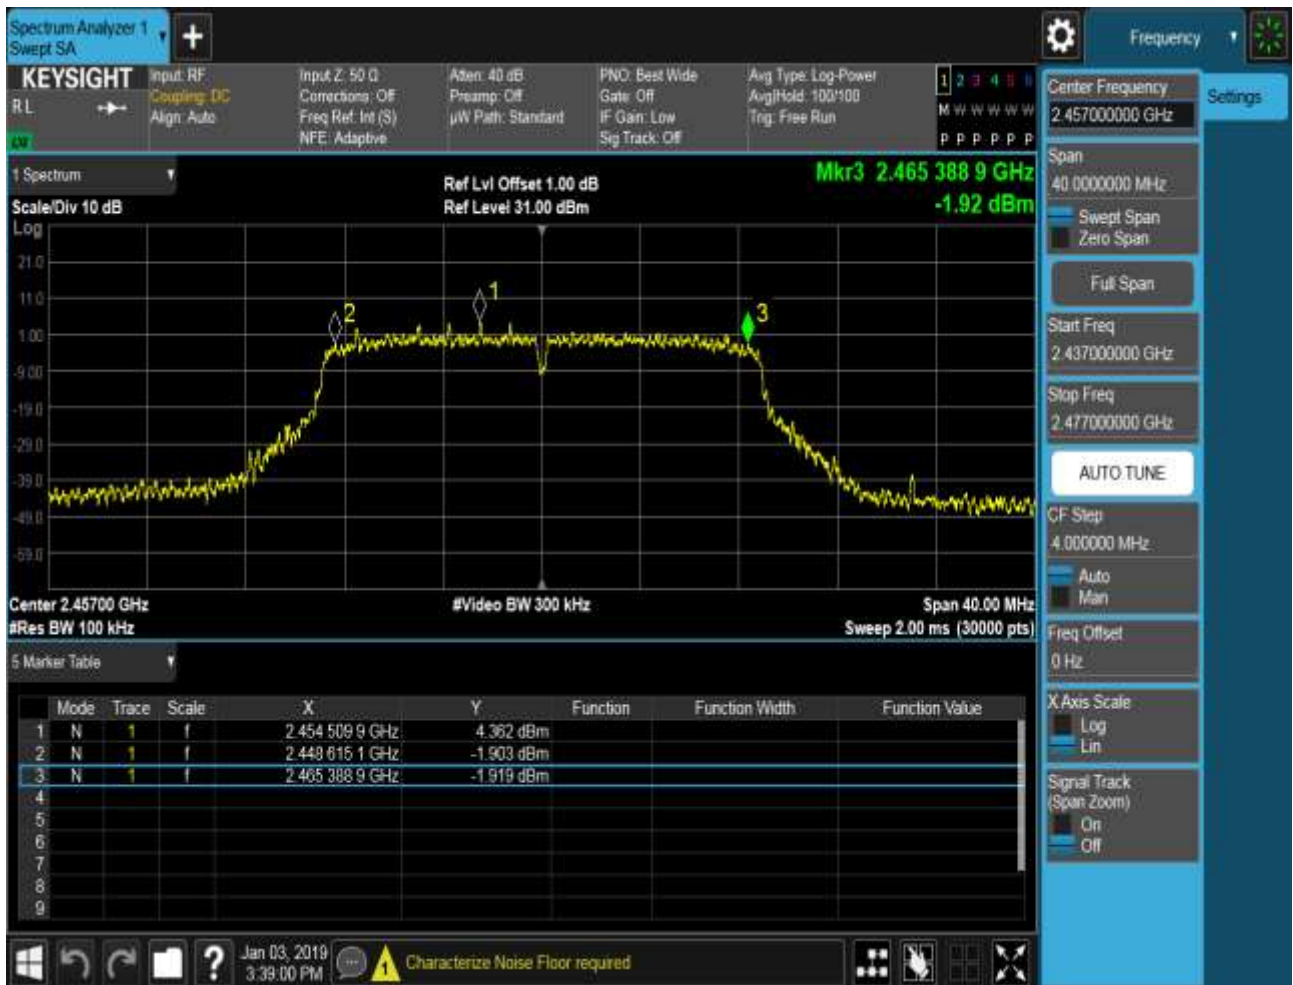 Spectrum Analyzer 1
Swept SA
Frequency
KEYSIGHT
R L
Input: RF
Coupling: DC
Align: Auto
Input Z: 50 Ω
Corrections: Off
Freq Ref: Int (S)
NFE: Adaptive
Atten: 40 dB
Preamp: Off
µW Path: Standard
PNO: Best Wide
Gate: Off
IF Gain: Low
Sig Track: Off
Avg Type: Log-Power
Avg|Hold: 100/100
Trig: Free Run
1 2 3 4 5 6
M W W W W W
P P P P P P
1 Spectrum
Scale/Div 10 dB
Log
Ref Lvl Offset 1.00 dB
Ref Level 31.00 dBm
Mkr3 2.465 388 9 GHz
-1.92 dBm
21.0
11.0
1.00
-9.00
-19.0
-29.0
-39.0
-49.0
-59.0
2
1
3
Center 2.45700 GHz
#Res BW 100 kHz
#Video BW 300 kHz
Span 40.00 MHz
Sweep 2.00 ms (30000 pts)
5 Marker Table
Mode Trace Scale X Y Function Function Width Function Value
1 N 1 f 2.454 509 9 GHz 4.362 dBm
2 N 1 f 2.448 615 1 GHz -1.903 dBm
3 N 1 f 2.465 388 9 GHz -1.919 dBm
4
5
6
7
8
9
Jan 03, 2019
3:39:00 PM
1
Characterize Noise Floor required
Center Frequency
2.457000000 GHz
Settings
Span
40.0000000 MHz
Swept Span
Zero Span
Full Span
Start Freq
2.437000000 GHz
Stop Freq
2.477000000 GHz
AUTO TUNE
CF Step
4.000000 MHz
Auto
Man
Freq Offset
0 Hz
X Axis Scale
Log
Lin
Signal Track
(Span Zoom)
On
Off